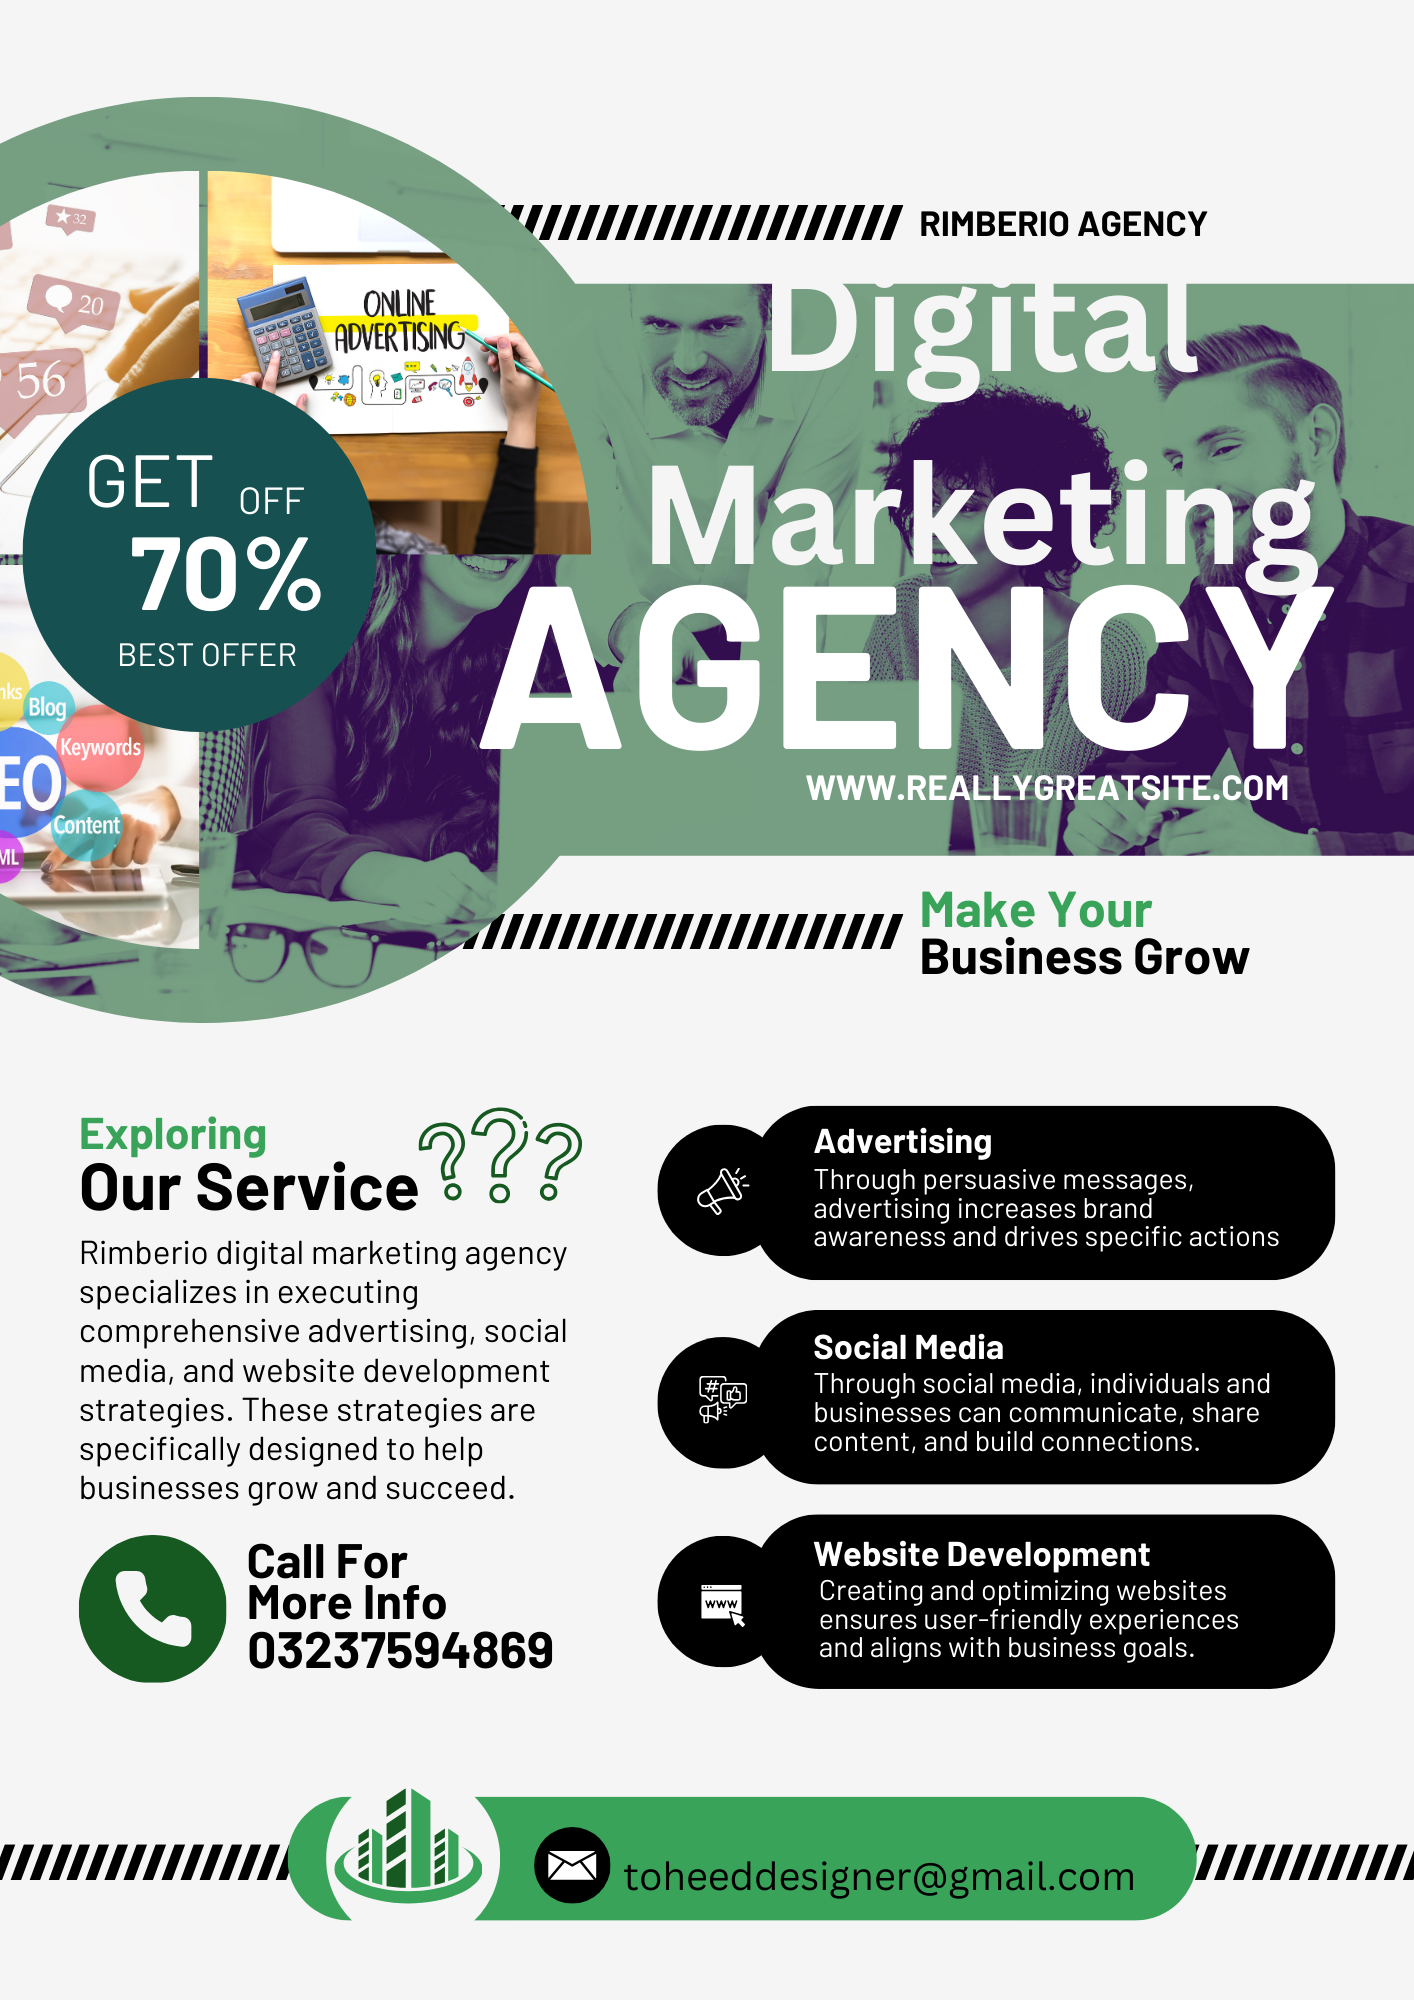 RIMBERIO AGENCY
Digital
Marketing
AGENCY
WWW.REALLYGREATSITE.COM
32
20
56
ONLINE
ADVERTISING
GET OFF
70%
BEST OFFER
Blog
Keywords
EO
Content
ML
Make Your
Business Grow
Exploring
Our Service
???
Rimberio digital marketing agency
specializes in executing
comprehensive advertising, social
media, and website development
strategies. These strategies are
specifically designed to help
businesses grow and succeed.
Call For
More Info
03237594869
Advertising
Through persuasive messages,
advertising increases brand
awareness and drives specific actions
Social Media
#
Through social media, individuals and
businesses can communicate, share
content, and build connections.
Website Development
www
Creating and optimizing websites
ensures user-friendly experiences
and aligns with business goals.
toheeddesigner@gmail.com